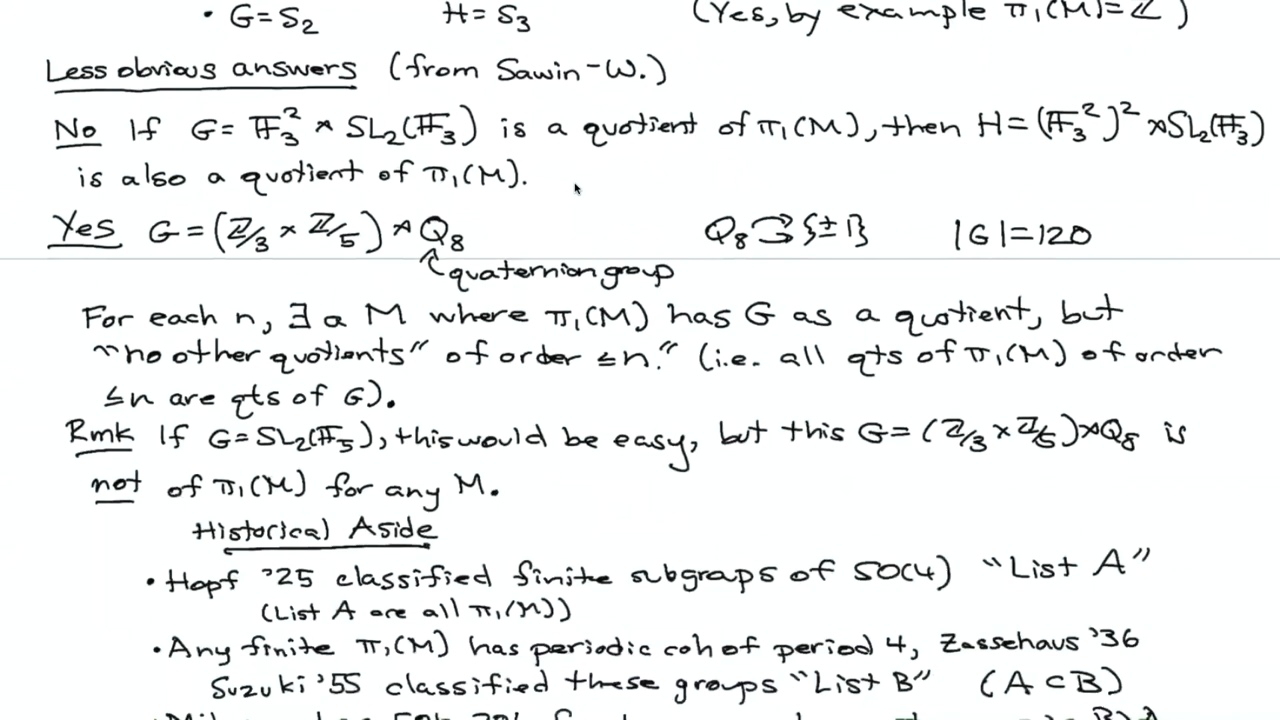 • G=S₂ H=S₃ (Yes, by example π₁(M)=ℤ)
Less obvious answers (from Sawin-W.)
No If G= 𝔽₃² ⋊ SL₂(𝔽₃) is a quotient of π₁(M), then H=(𝔽₃²)² ⋊ SL₂(𝔽₃)
is also a quotient of π₁(M).
Yes G=(ℤ/3 × ℤ/5) ⋊ Q₈ Q₈ ↠ {±1} |G|=120
quaternion group
For each n, ∃ a M where π₁(M) has G as a quotient, but
"no other quotients" of order ≤n." (i.e. all qts of π₁(M) of order
≤n are qts of G).
Rmk If G=SL₂(𝔽₅), this would be easy, but this G=(ℤ/3 × ℤ/5)⋊Q₈ is
not of π₁(M) for any M.
Historical Aside
• Hopf '25 classified finite subgraps of SO(4) "List A"
(List A are all π₁(M))
• Any finite π₁(M) has periodic coh of period 4, Zassehaus '36
Suzuki '55 classified these groups "List B" (A⊂B)